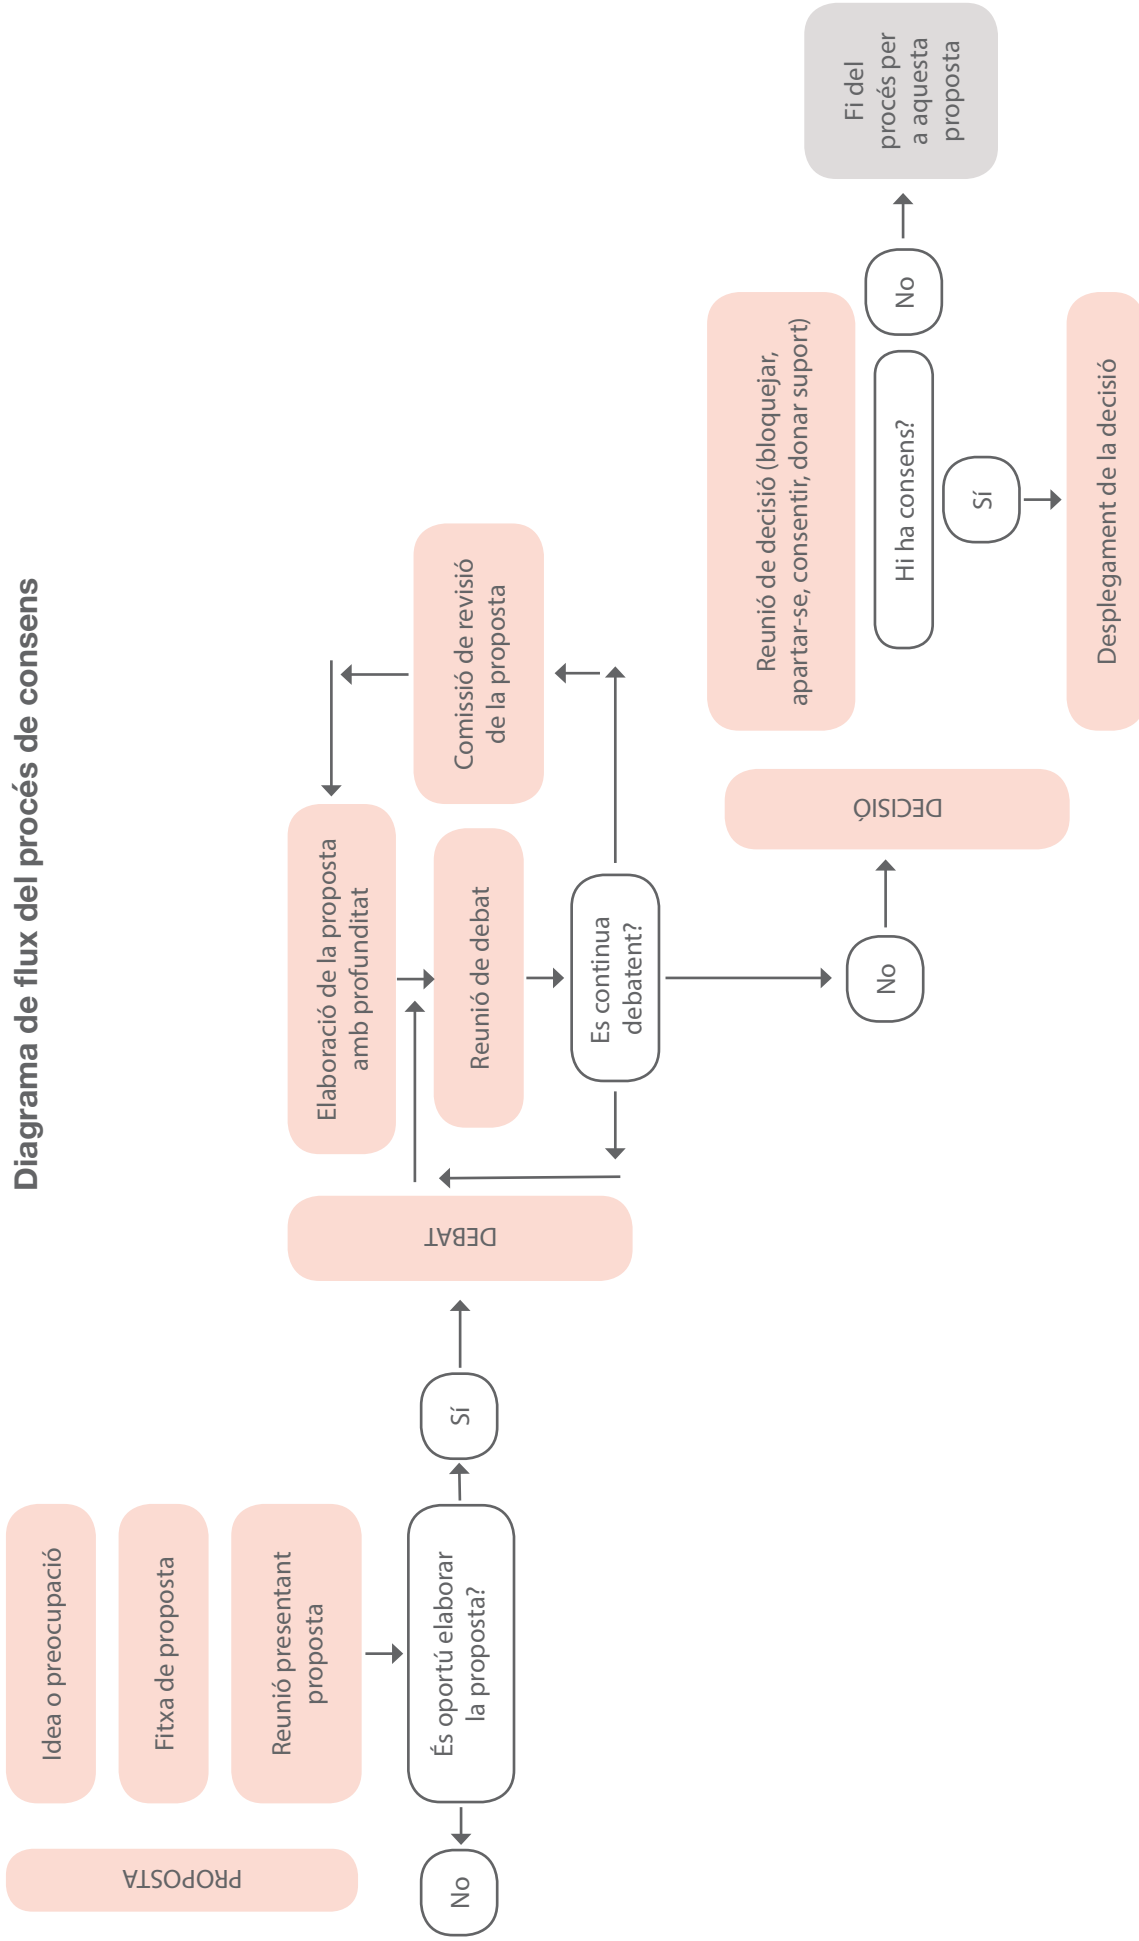 Diagrama de flux del procés de consens
PROPOSTA
Idea o preocupació
Fitxa de proposta
Reunió presentant
proposta
És oportú elaborar
la proposta?
No
Sí
DEBAT
Elaboració de la proposta
amb profunditat
Reunió de debat
Es continua
debatent?
Comissió de revisió
de la proposta
No
DECISIÓ
Reunió de decisió (bloquejar,
apartar-se, consentir, donar suport)
Hi ha consens?
No
Sí
Fi del
procés per
a aquesta
proposta
Desplegament de la decisió